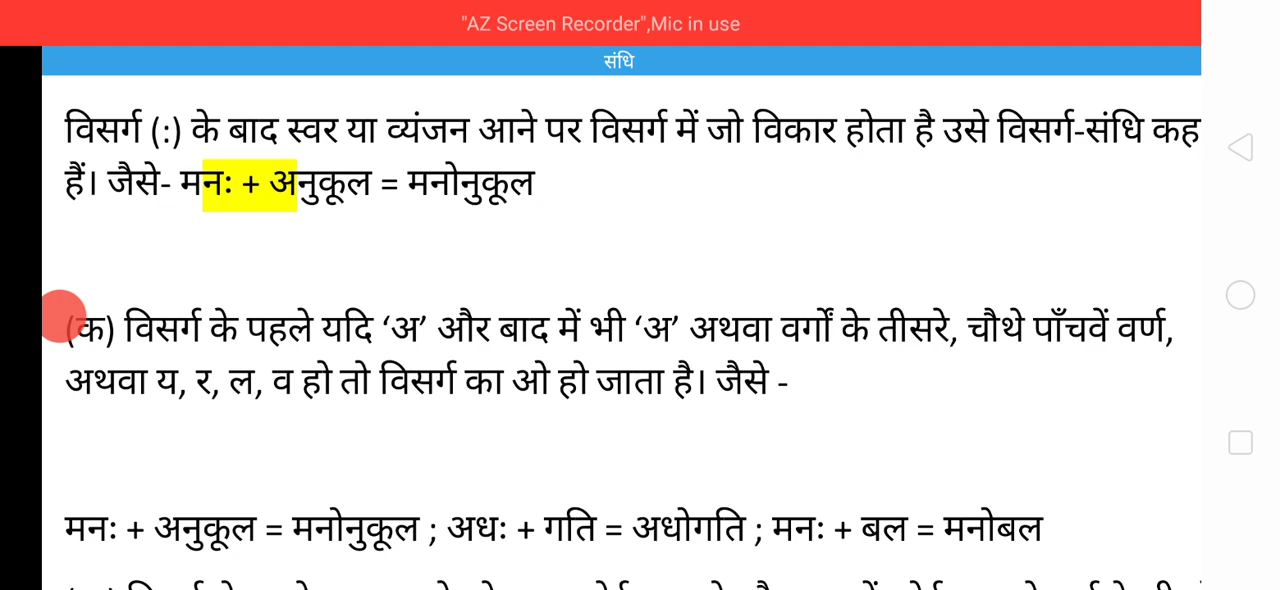 "AZ Screen Recorder",Mic in use
संधि
विसर्ग (:) के बाद स्वर या व्यंजन आने पर विसर्ग में जो विकार होता है उसे विसर्ग-संधि कह
हैं। जैसे- मनः + अनुकूल = मनोनुकूल
(क) विसर्ग के पहले यदि ‘अ’ और बाद में भी ‘अ’ अथवा वर्गों के तीसरे, चौथे पाँचवें वर्ण,
अथवा य, र, ल, व हो तो विसर्ग का ओ हो जाता है। जैसे -
मनः + अनुकूल = मनोनुकूल ; अधः + गति = अधोगति ; मनः + बल = मनोबल